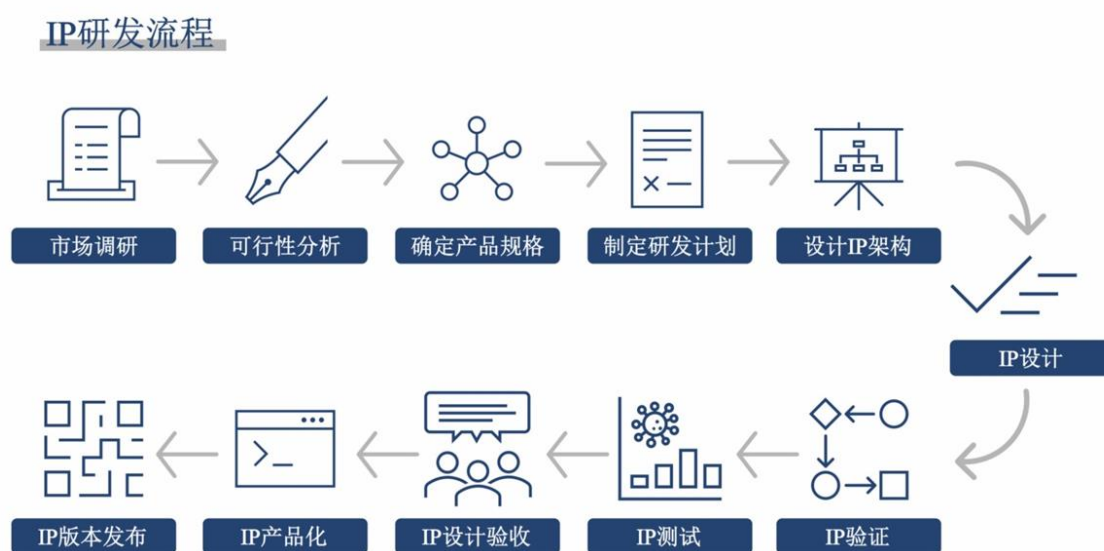 IP研发流程
市场调研
可行性分析
确定产品规格
制定研发计划
设计IP架构
IP设计
IP验证
IP测试
IP设计验收
IP产品化
IP版本发布